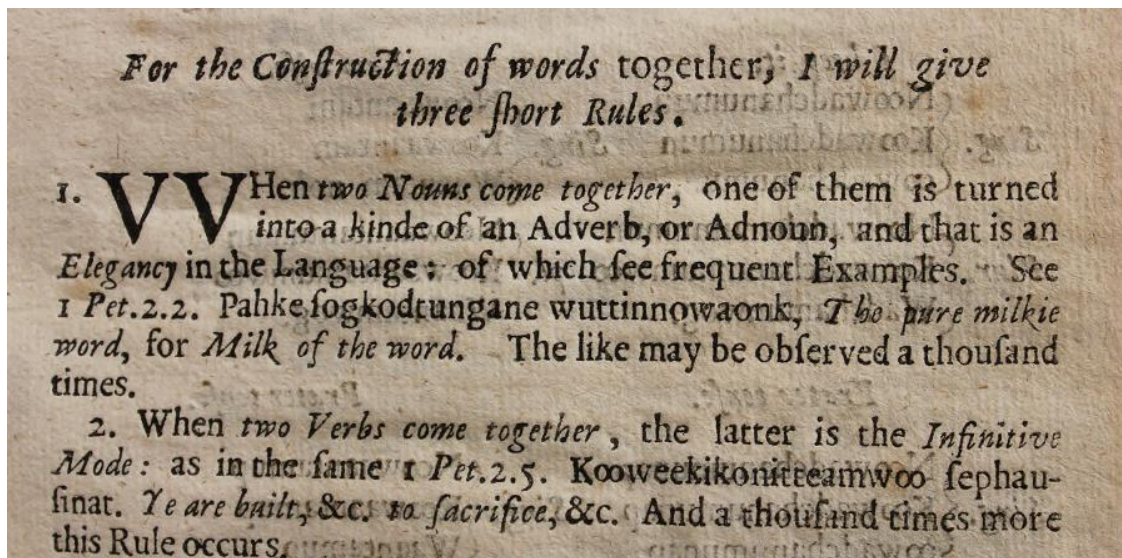 For the Conſtruction of words together, I will give
three ſhort Rules.
1. VVHen two Nouns come together, one of them is turned
into a kinde of an Adverb, or Adnoun, and that is an
Elegancy in the Language: of which ſee frequent Examples. See
1 Pet.2.2. Pahke ſogkodtungane wuttinnowaonk, The pure milkie
word, for Milk of the word. The like may be obſerved a thouſand
times.
2. When two Verbs come together, the latter is the Infinitive
Mode: as in the ſame 1 Pet.2.5. Kꝏweekikonitteamwꝏ ſephau-
ſinat. Ye are built, &c. to ſacrifice, &c. And a thouſand times more
this Rule occurs.